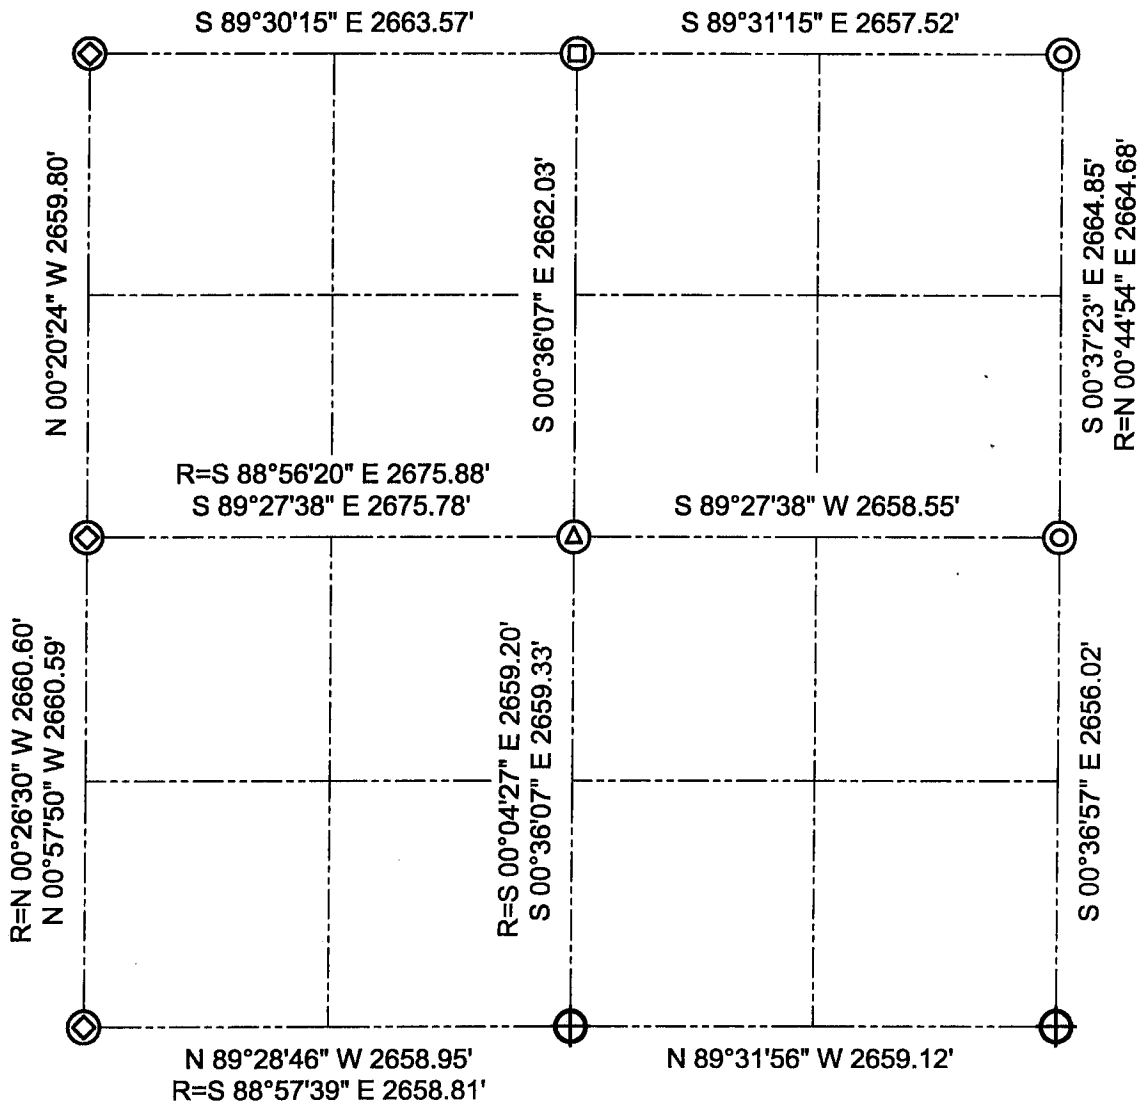 S 89°30'15" E 2663.57'
S 89°31'15" E 2657.52'
N 00°20'24" W 2659.80'
S 00°36'07" E 2662.03'
S 00°37'23" E 2664.85'
R=N 00°44'54" E 2664.68'
R=S 88°56'20" E 2675.88'
S 89°27'38" E 2675.78'
S 89°27'38" W 2658.55'
R=N 00°26'30" W 2660.60'
N 00°57'50" W 2660.59'
R=S 00°04'27" E 2659.20'
S 00°36'07" E 2659.33'
S 00°36'57" E 2656.02'
N 89°28'46" W 2658.95'
R=S 88°57'39" E 2658.81'
N 89°31'56" W 2659.12'